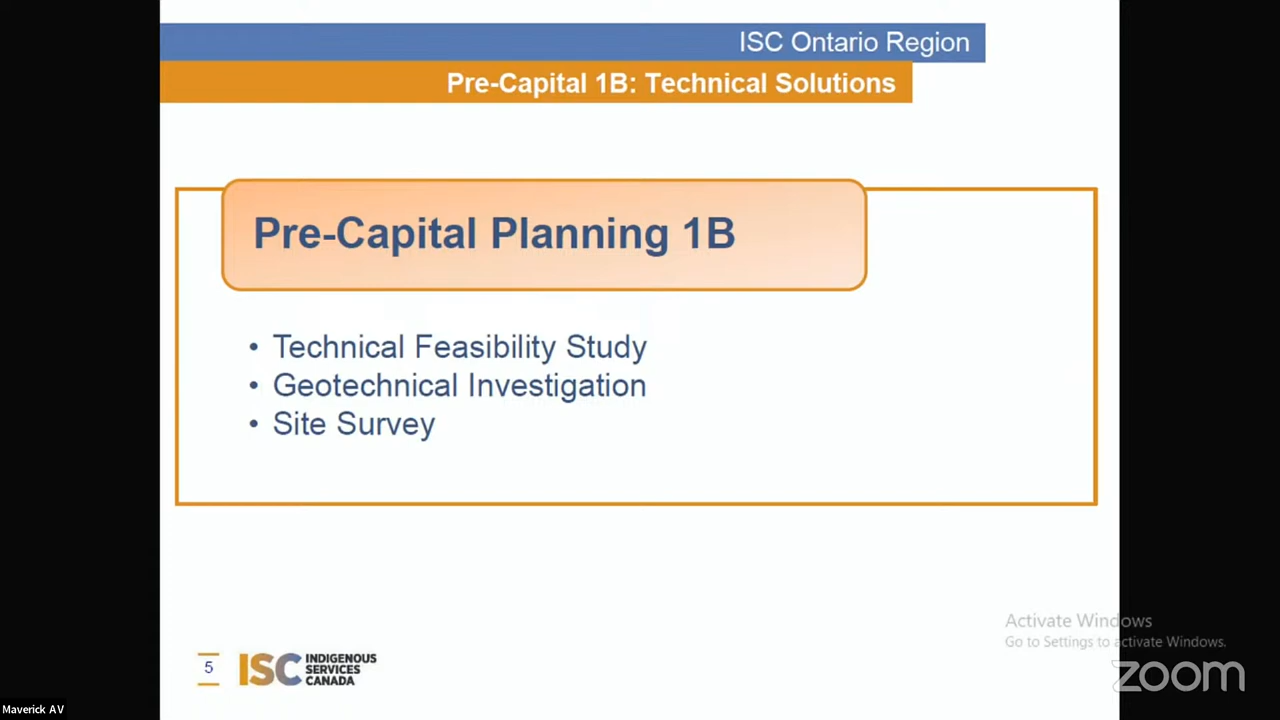 ISC Ontario Region
Pre-Capital 1B: Technical Solutions
Pre-Capital Planning 1B
• Technical Feasibility Study
• Geotechnical Investigation
• Site Survey
Activate Windows
Go to Settings to activate Windows.
5
ISC
INDIGENOUS
SERVICES
CANADA
zoom
Maverick AV